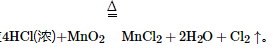 4HCl(浓)+MnO₂ ≜ MnCl₂+2H₂O+Cl₂↑。